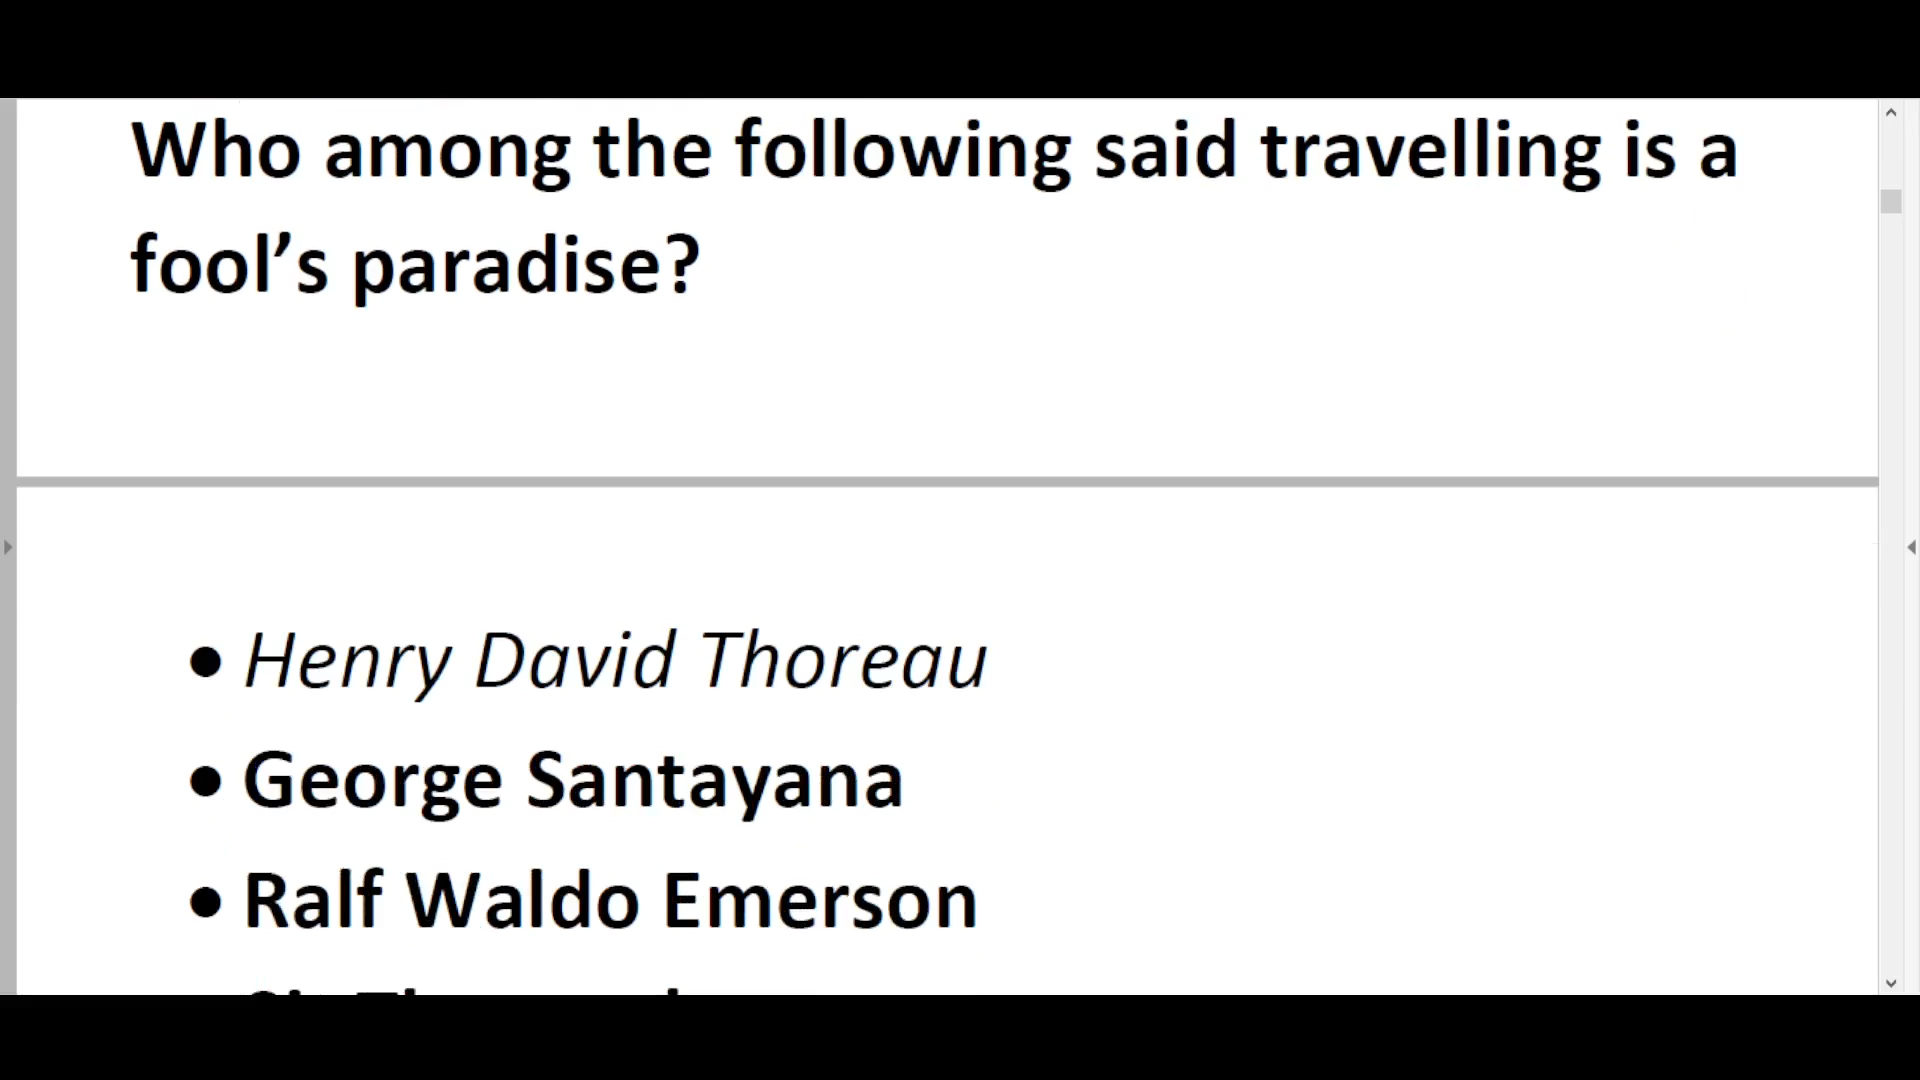 Who among the following said travelling is a
fool’s paradise?
• Henry David Thoreau
• George Santayana
• Ralf Waldo Emerson